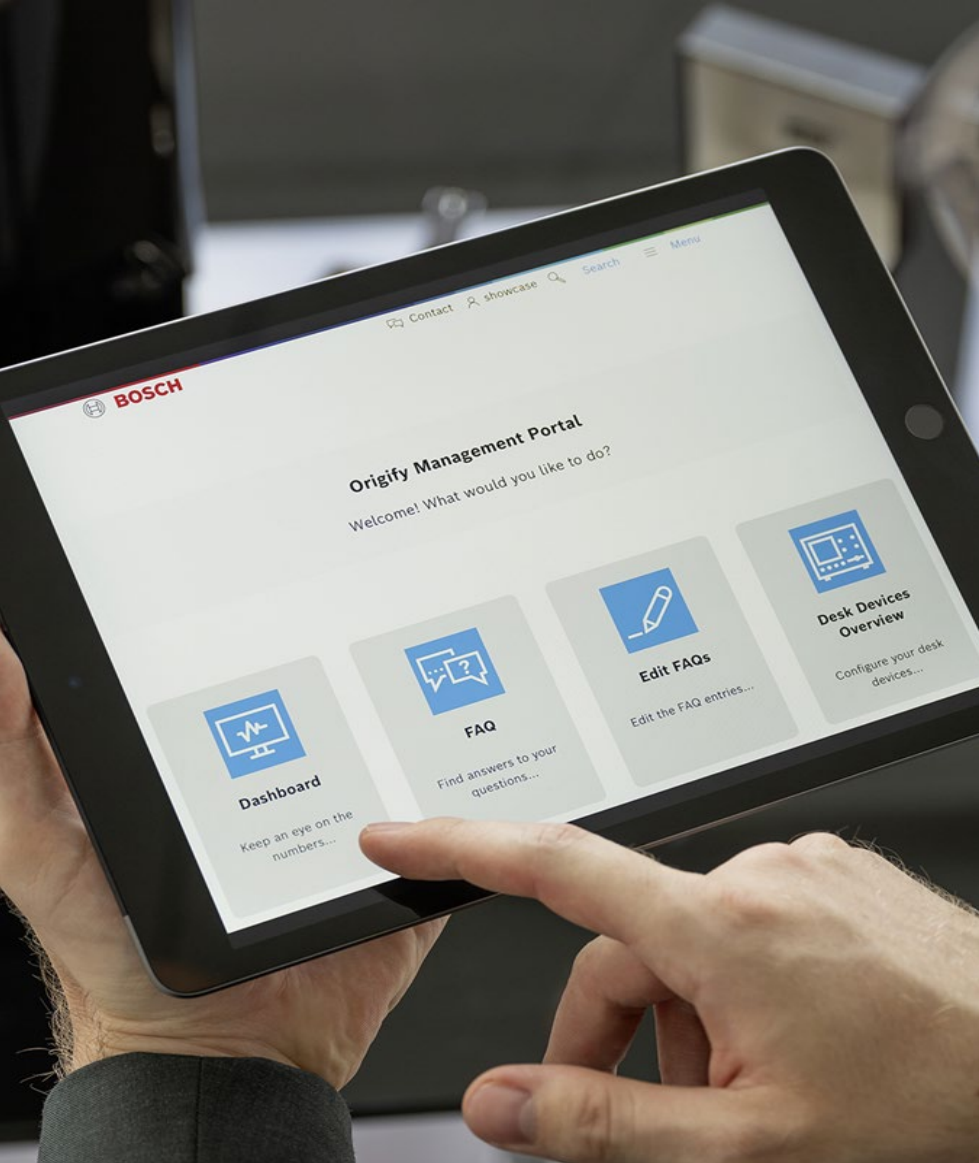 Contact showcase Search Menu
BOSCH
Origify Management Portal
Welcome! What would you like to do?
Dashboard
Keep an eye on the
numbers...
FAQ
Find answers to your
questions...
Edit FAQs
Edit the FAQ entries...
Desk Devices
Overview
Configure your desk
devices...